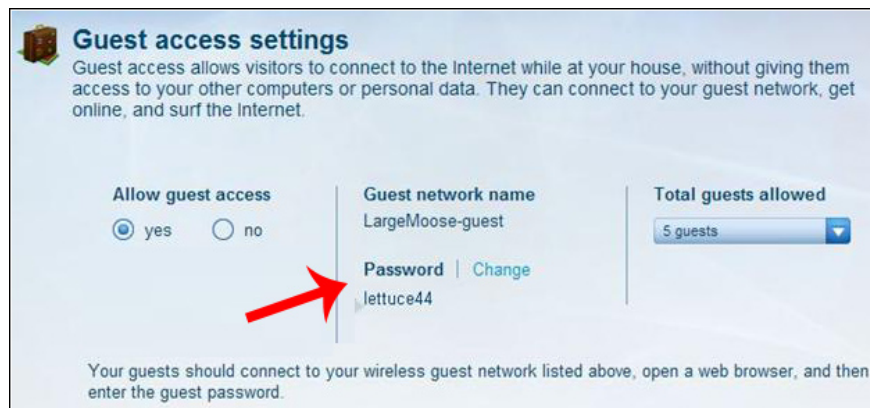 Guest access settings
Guest access allows visitors to connect to the Internet while at your house, without giving them
access to your other computers or personal data. They can connect to your guest network, get
online, and surf the Internet.
Allow guest access
yes no
Guest network name
LargeMoose-guest
Password | Change
lettuce44
Total guests allowed
5 guests
Your guests should connect to your wireless guest network listed above, open a web browser, and then
enter the guest password.